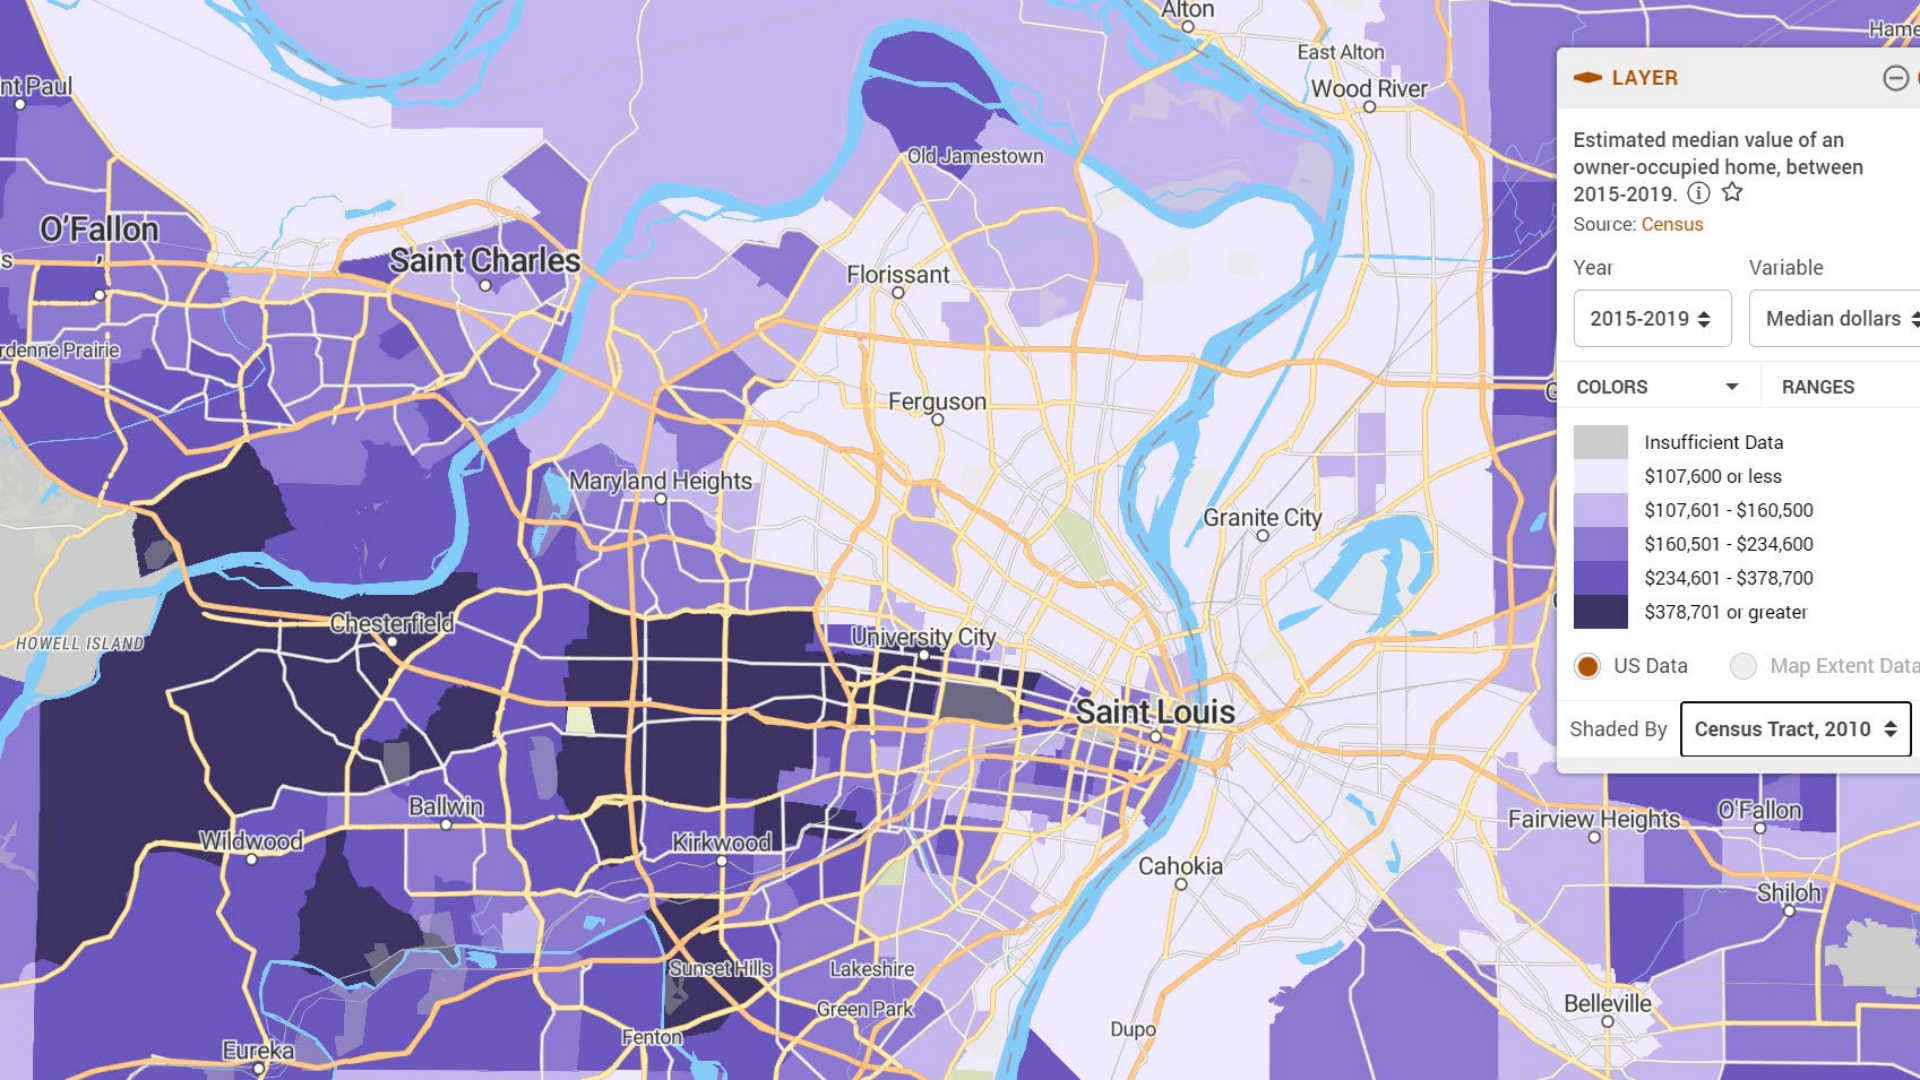 Alton
East Alton
Wood River
Hame
nt Paul
Old Jamestown
O'Fallon
Saint Charles
Florissant
rdenne Prairie
Ferguson
Maryland Heights
Granite City
Chesterfield
HOWELL ISLAND
University City
Saint Louis
Ballwin
Wildwood
Kirkwood
Cahokia
Fairview Heights
O'Fallon
Shiloh
Sunset Hills
Lakeshire
Green Park
Belleville
Dupo
Fenton
Eureka
LAYER
Estimated median value of an
owner-occupied home, between
2015-2019.
Source: Census
Year Variable
2015-2019 Median dollars
COLORS RANGES
Insufficient Data
$107,600 or less
$107,601 - $160,500
$160,501 - $234,600
$234,601 - $378,700
$378,701 or greater
US Data Map Extent Data
Shaded By Census Tract, 2010